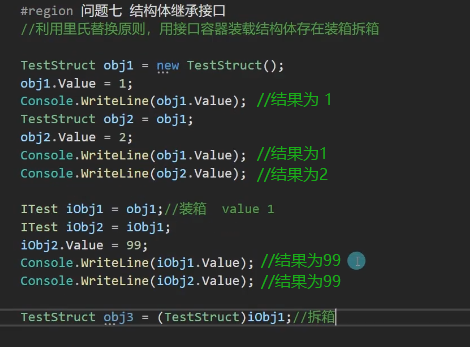 #region 问题七 结构体继承接口
//利用里氏替换原则，用接口容器装载结构体存在装箱拆箱
TestStruct obj1 = new TestStruct();
obj1.Value = 1;
Console.WriteLine(obj1.Value); //结果为 1
TestStruct obj2 = obj1;
obj2.Value = 2;
Console.WriteLine(obj1.Value); //结果为1
Console.WriteLine(obj2.Value); //结果为2
ITest iObj1 = obj1;//装箱 value 1
ITest iObj2 = iObj1;
iObj2.Value = 99;
Console.WriteLine(iObj1.Value); //结果为99
Console.WriteLine(iObj2.Value); //结果为99
TestStruct obj3 = (TestStruct)iObj1;//拆箱